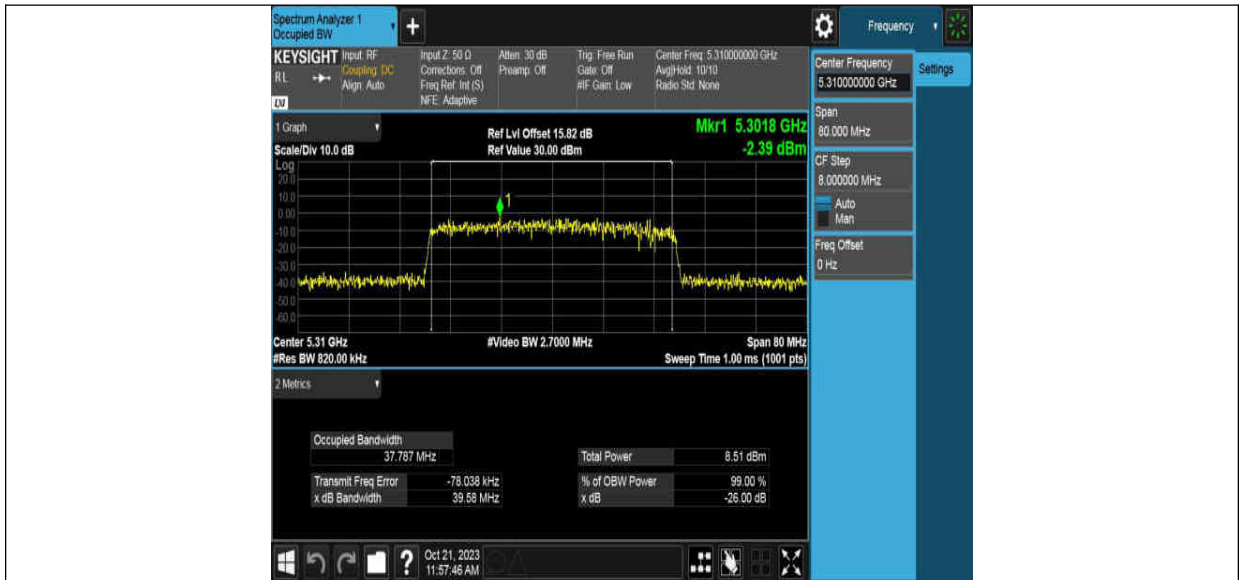 Spectrum Analyzer 1
Occupied BW
+
Frequency
KEYSIGHT
RL
LXI
Input: RF
Coupling: DC
Align: Auto
Input Z: 50 Ω
Corrections: Off
Freq Ref: Int (S)
NFE: Adaptive
Atten: 30 dB
Preamp: Off
Trig: Free Run
Gate: Off
#IF Gain: Low
Center Freq: 5.310000000 GHz
Avg|Hold: 10/10
Radio Std: None
Center Frequency
5.310000000 GHz
Settings
Span
80.000 MHz
CF Step
8.000000 MHz
Auto
Man
Freq Offset
0 Hz
1 Graph
Scale/Div 10.0 dB
Ref Lvl Offset 15.82 dB
Ref Value 30.00 dBm
Mkr1 5.3018 GHz
-2.39 dBm
Log
20.0
10.0
0.00
-10.0
-20.0
-30.0
-40.0
-50.0
-60.0
1
Center 5.31 GHz
#Res BW 820.00 kHz
#Video BW 2.7000 MHz
Span 80 MHz
Sweep Time 1.00 ms (1001 pts)
2 Metrics
Occupied Bandwidth
37.787 MHz
Total Power 8.51 dBm
Transmit Freq Error -78.038 kHz
% of OBW Power 99.00 %
x dB Bandwidth 39.58 MHz
x dB -26.00 dB
?
Oct 21, 2023
11:57:46 AM